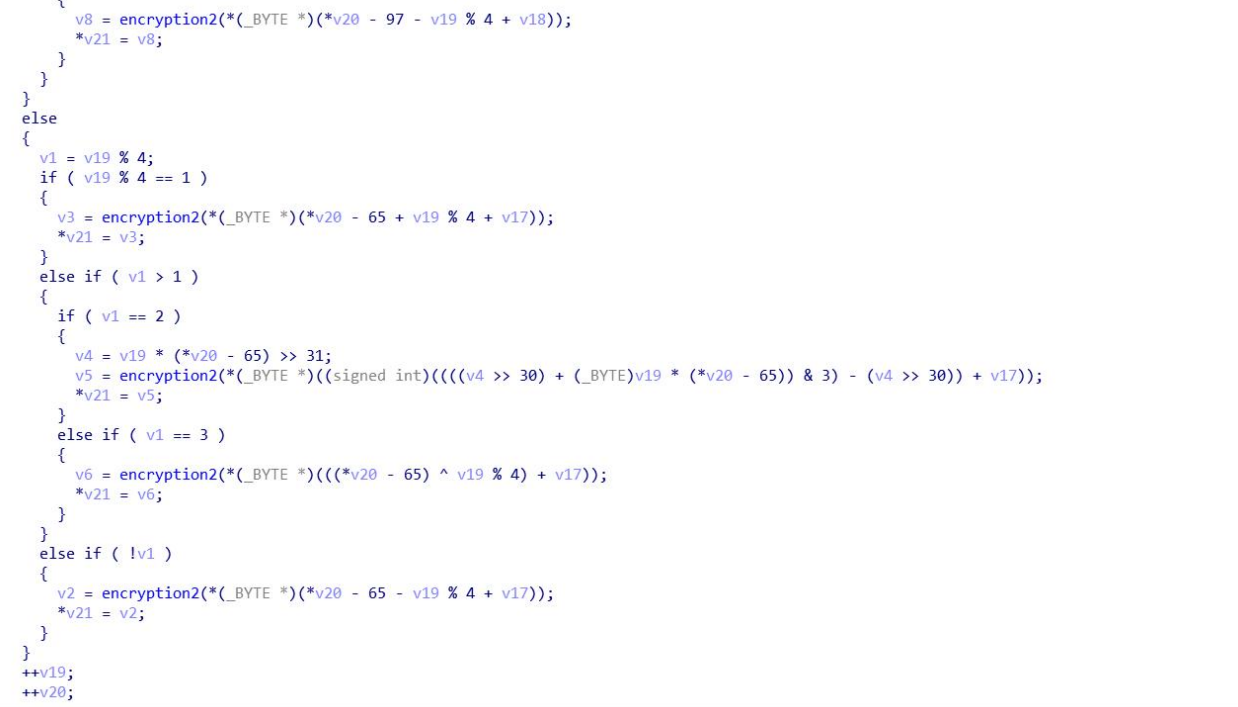 {
v8 = encryption2(*(_BYTE *)(*v20 - 97 - v19 % 4 + v18));
*v21 = v8;
}
}
}
else
{
v1 = v19 % 4;
if ( v19 % 4 == 1 )
{
v3 = encryption2(*(_BYTE *)(*v20 - 65 + v19 % 4 + v17));
*v21 = v3;
}
else if ( v1 > 1 )
{
if ( v1 == 2 )
{
v4 = v19 * (*v20 - 65) >> 31;
v5 = encryption2(*(_BYTE *)((signed int)((((v4 >> 30) + (_BYTE)v19 * (*v20 - 65)) & 3) - (v4 >> 30)) + v17));
*v21 = v5;
}
else if ( v1 == 3 )
{
v6 = encryption2(*(_BYTE *)(((*v20 - 65) ^ v19 % 4) + v17));
*v21 = v6;
}
}
else if ( !v1 )
{
v2 = encryption2(*(_BYTE *)(*v20 - 65 - v19 % 4 + v17));
*v21 = v2;
}
}
++v19;
++v20;